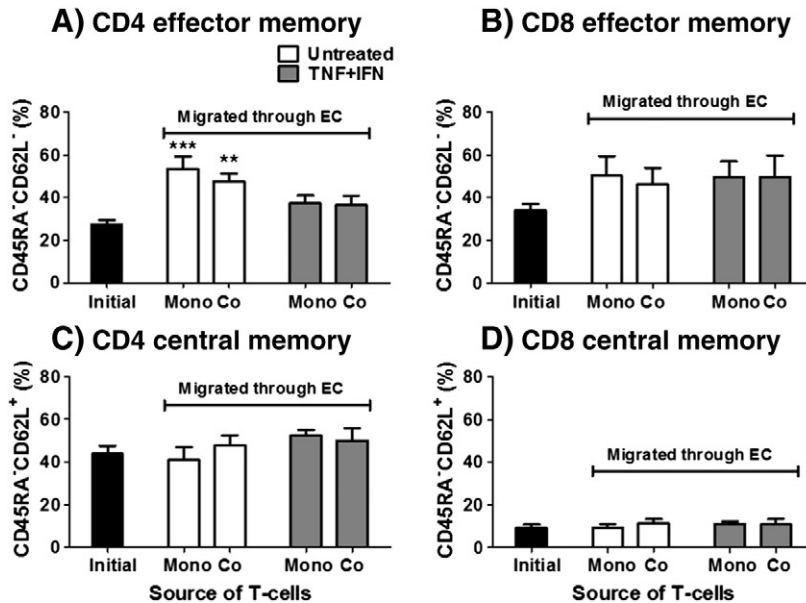 A) CD4 effector memory
Untreated
TNF+IFN
Migrated through EC
CD45RA⁻CD62L⁻ (%)
80
60
40
20
0
***
**
Initial
Mono Co
Mono Co
B) CD8 effector memory
Migrated through EC
CD45RA⁻CD62L⁻ (%)
80
60
40
20
0
Initial
Mono Co
Mono Co
C) CD4 central memory
Migrated through EC
CD45RA⁻CD62L⁺ (%)
80
60
40
20
0
Initial
Mono Co
Mono Co
Source of T-cells
D) CD8 central memory
Migrated through EC
CD45RA⁻CD62L⁺ (%)
80
60
40
20
0
Initial
Mono Co
Mono Co
Source of T-cells